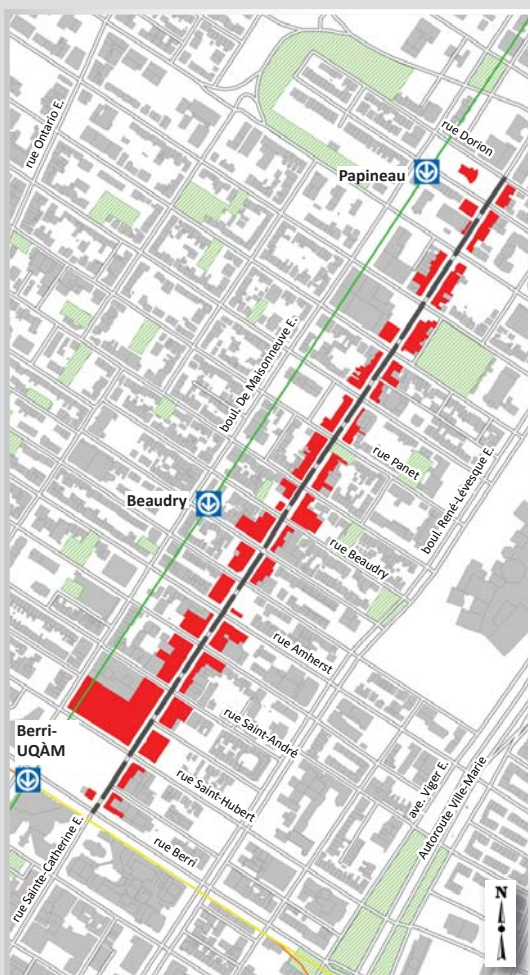 rue Ontario E.
rue Dorion
Papineau
boul. De Maisonneuve E.
rue Panet
boul. René-Lévesque E.
Beaudry
rue Beaudry
rue Amherst
rue Saint-André
Berri-
UQÀM
rue Saint-Hubert
ave. Viger E.
Autoroute Ville-Marie
rue Berri
rue Sainte-Catherine E.
N